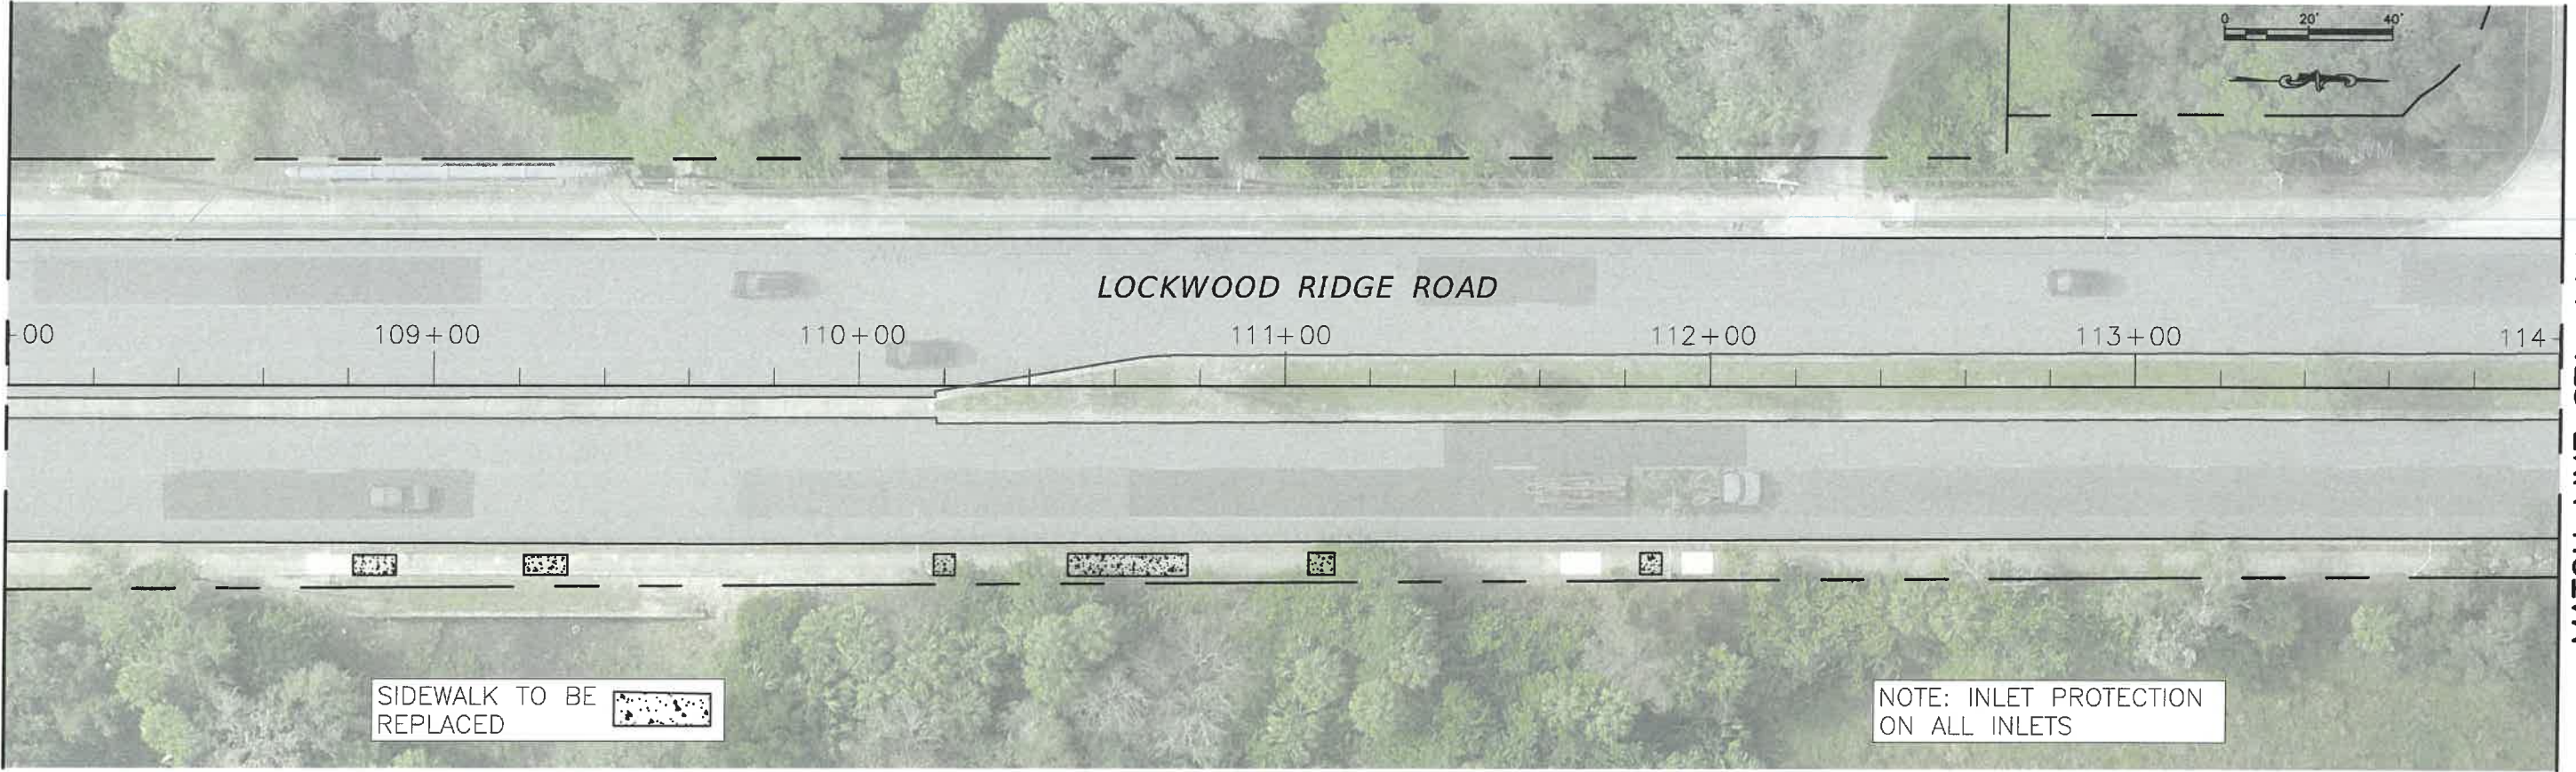 0 20' 40'
LOCKWOOD RIDGE ROAD
+00 109+00 110+00 111+00 112+00 113+00 114
SIDEWALK TO BE
REPLACED
NOTE: INLET PROTECTION
ON ALL INLETS